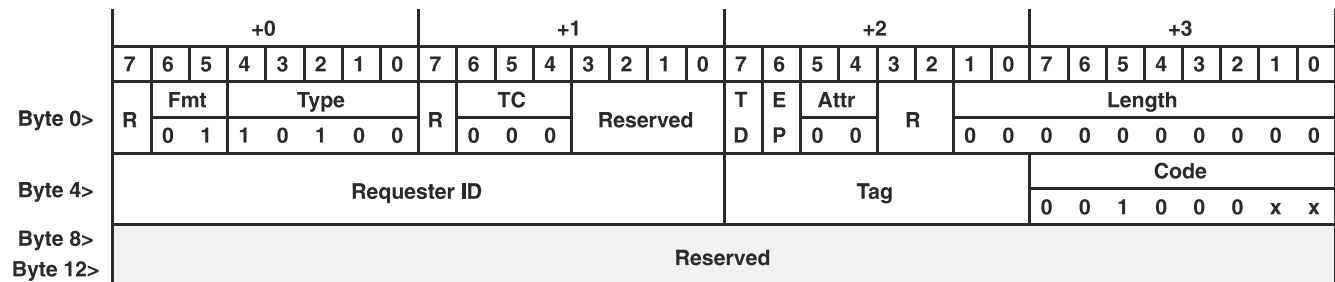 +0 +1 +2 +3
7 6 5 4 3 2 1 0 7 6 5 4 3 2 1 0 7 6 5 4 3 2 1 0 7 6 5 4 3 2 1 0
Byte 0> R Fmt Type R TC Reserved T D E P Attr R Length
0 1 1 0 1 0 0 0 0 0 0 0 0 0 0 0 0 0 0 0 0 0
Byte 4> Requester ID Tag Code
0 0 1 0 0 0 x x
Byte 8> Reserved
Byte 12>